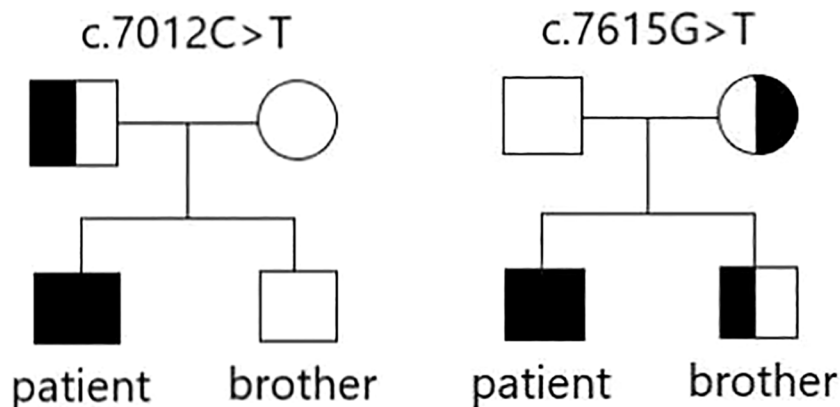 c.7012C>T
c.7615G>T
patient
brother
patient
brother